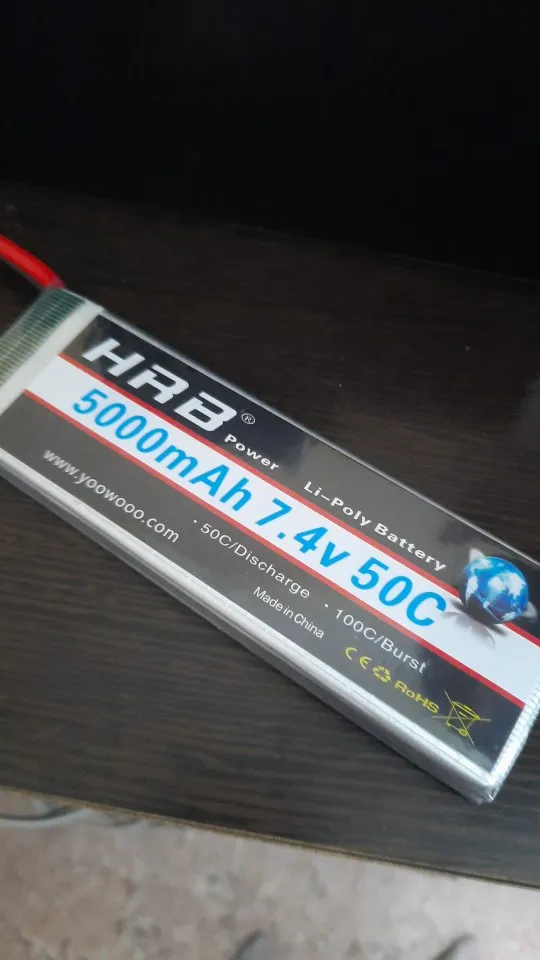 HRB®
Power
Li-Poly Battery
5000mAh 7.4v 50C
www.yoowooo.com
· 50C/Discharge · 100C/Burst
Made in China
CE RoHS